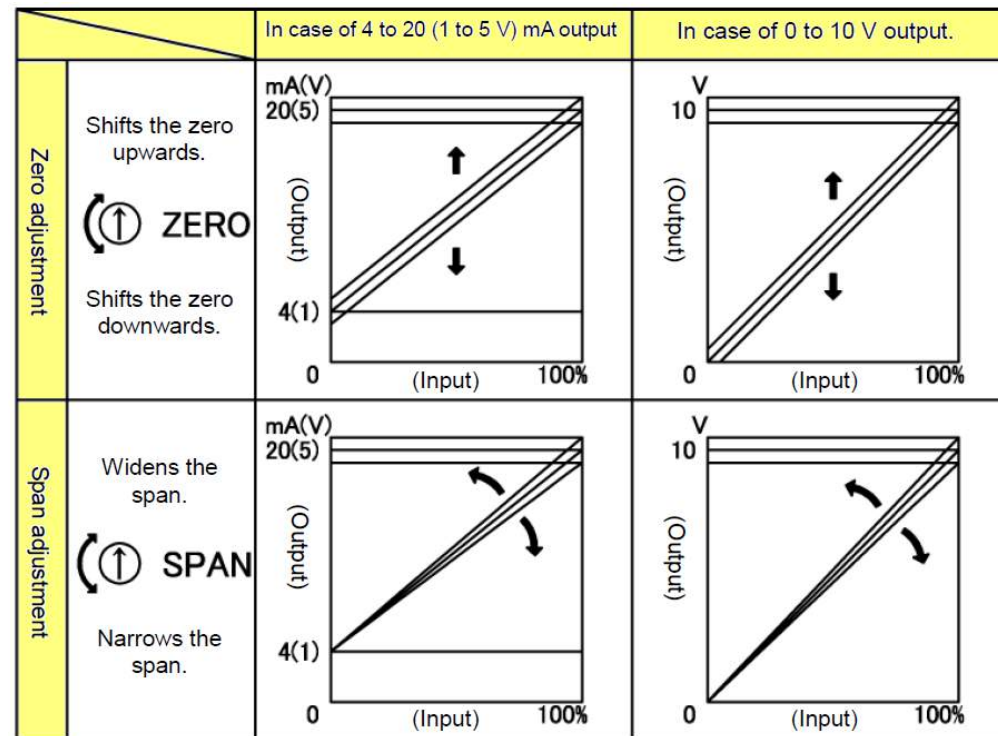 In case of 4 to 20 (1 to 5 V) mA output
In case of 0 to 10 V output.
Zero adjustment
Shifts the zero
upwards.
ZERO
Shifts the zero
downwards.
mA(V)
20(5)
(Output)
4(1)
0
(Input)
100%
V
10
(Output)
0
(Input)
100%
Span adjustment
Widens the
span.
SPAN
Narrows the
span.
mA(V)
20(5)
(Output)
4(1)
0
(Input)
100%
V
10
(Output)
0
(Input)
100%